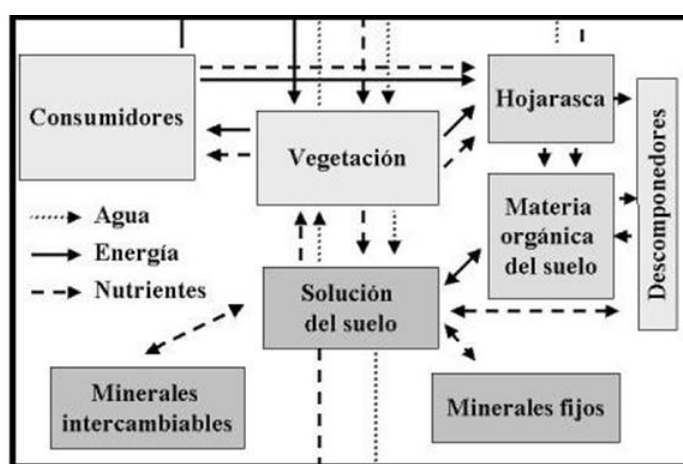 Consumidores
Vegetación
Hojarasca
Descomponedores
Agua
Energía
Nutrientes
Materia
orgánica
del suelo
Solución
del suelo
Minerales
intercambiables
Minerales fijos